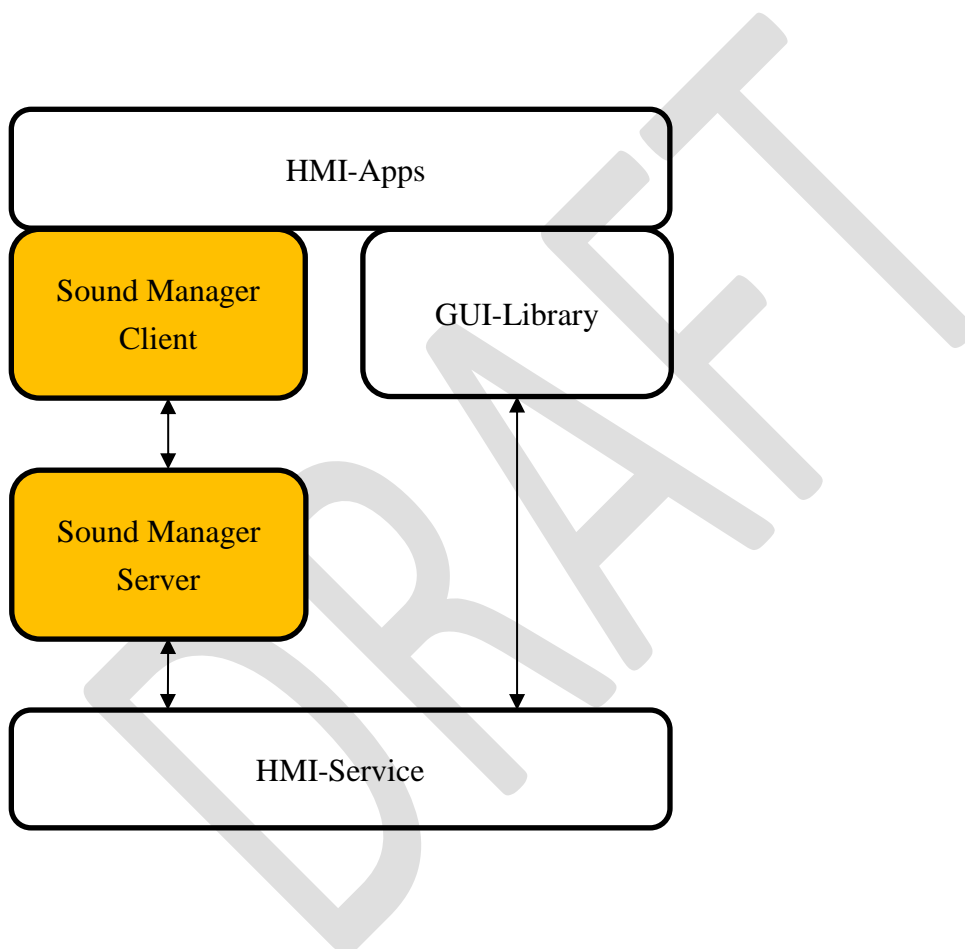 HMI-Apps
Sound Manager
Client
GUI-Library
Sound Manager
Server
HMI-Service
DRAFT